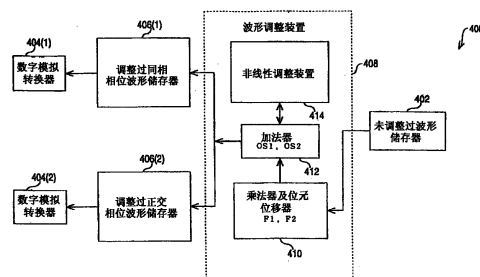 400
406(1)
404(1)
数字模拟
转换器
调整过同相
相位波形储存器
波形调整装置
非线性调整装置
414
408
402
未调整过波形
储存器
加法器
OS1, OS2
412
406(2)
404(2)
数字模拟
转换器
调整过正交
相位波形储存器
乘法器及位元
位移器
F1, F2
410